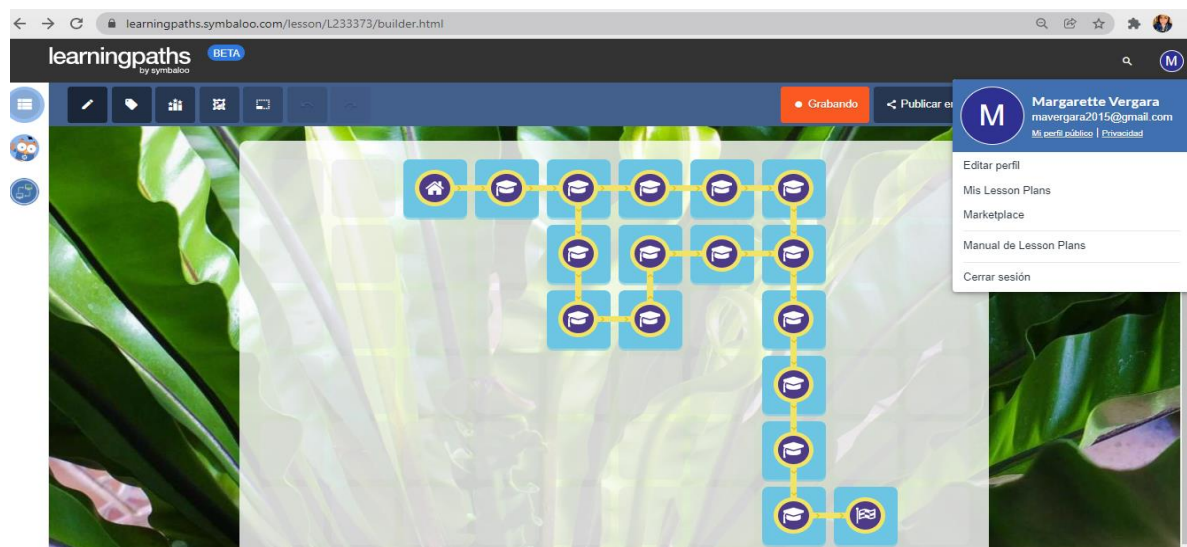 learningpaths.symbaloo.com/lesson/L233373/builder.html
learningpaths BETA
by symbaloo
M
Grabando
Publicar en
M
Margarette Vergara
mavergara2015@gmail.com
Mi perfil público | Privacidad
Editar perfil
Mis Lesson Plans
Marketplace
Manual de Lesson Plans
Cerrar sesión